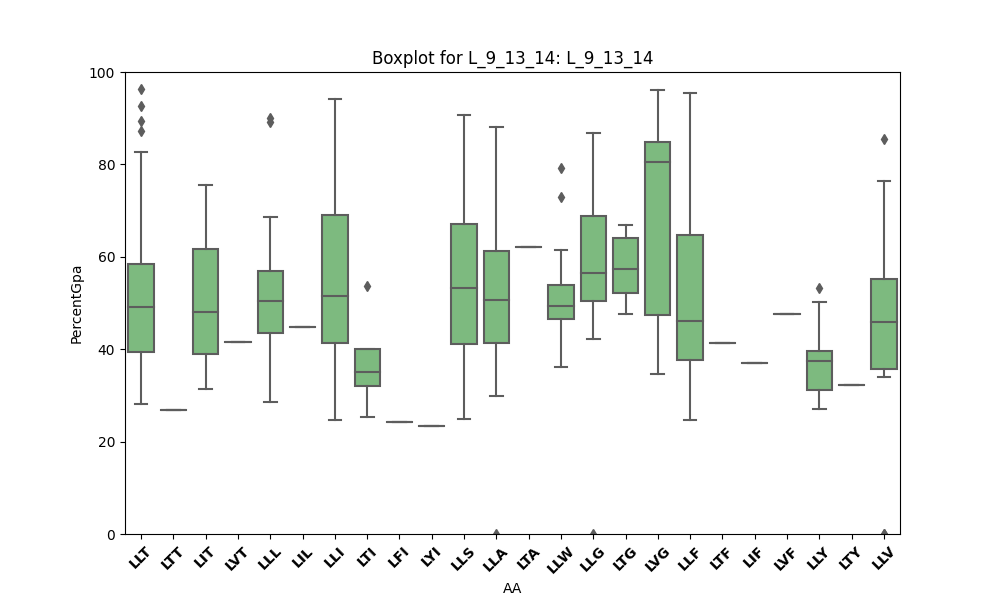 Boxplot for L_9_13_14: L_9_13_14
100
80
60
40
20
0
PercentGpa
LLT LTT LIT LVT LLL LIL LLI LTI LFI LYI LLS LLA LTA LLW LLG LTG LVG LLF LTF LIF LVF LLY LTY LLV
AA